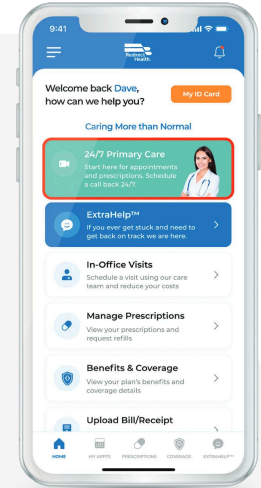 9:41
Redirect
Health.
Welcome back Dave,
how can we help you?
My ID Card
Caring More than Normal
24/7 Primary Care
Start here for appointments
and prescriptions. Schedule
a call back 24/7.
ExtraHelp™
If you ever get stuck and need to
get back on track we are here.
In-Office Visits
Schedule a visit using our care
team and reduce your costs
Manage Prescriptions
View your prescriptions and
request refills
Benefits & Coverage
View your plan's benefits and
coverage details
Upload Bill/Receipt
HOME
MY APPTS
PRESCRIPTIONS
COVERAGE
EXTRAHELP™